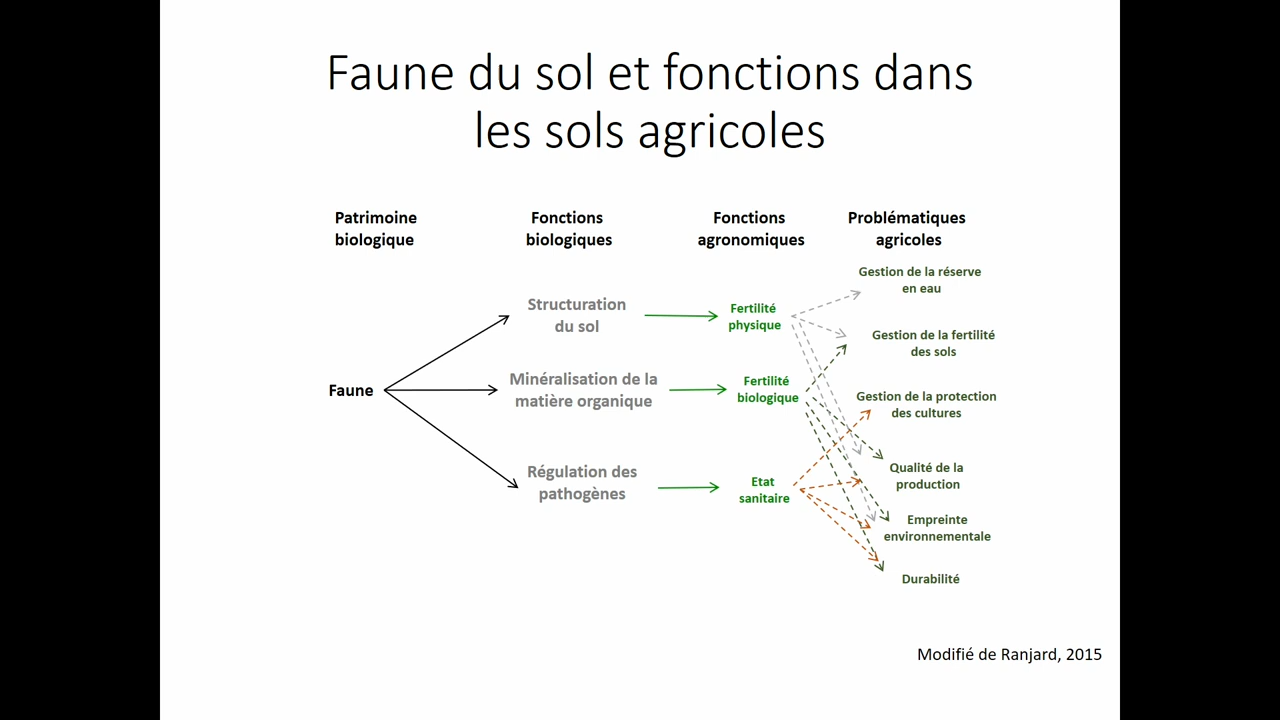 Faune du sol et fonctions dans
les sols agricoles
Patrimoine
biologique
Fonctions
biologiques
Fonctions
agronomiques
Problématiques
agricoles
Faune
Structuration
du sol
Minéralisation de la
matière organique
Régulation des
pathogènes
Fertilité
physique
Fertilité
biologique
Etat
sanitaire
Gestion de la réserve
en eau
Gestion de la fertilité
des sols
Gestion de la protection
des cultures
Qualité de la
production
Empreinte
environnementale
Durabilité
Modifié de Ranjard, 2015